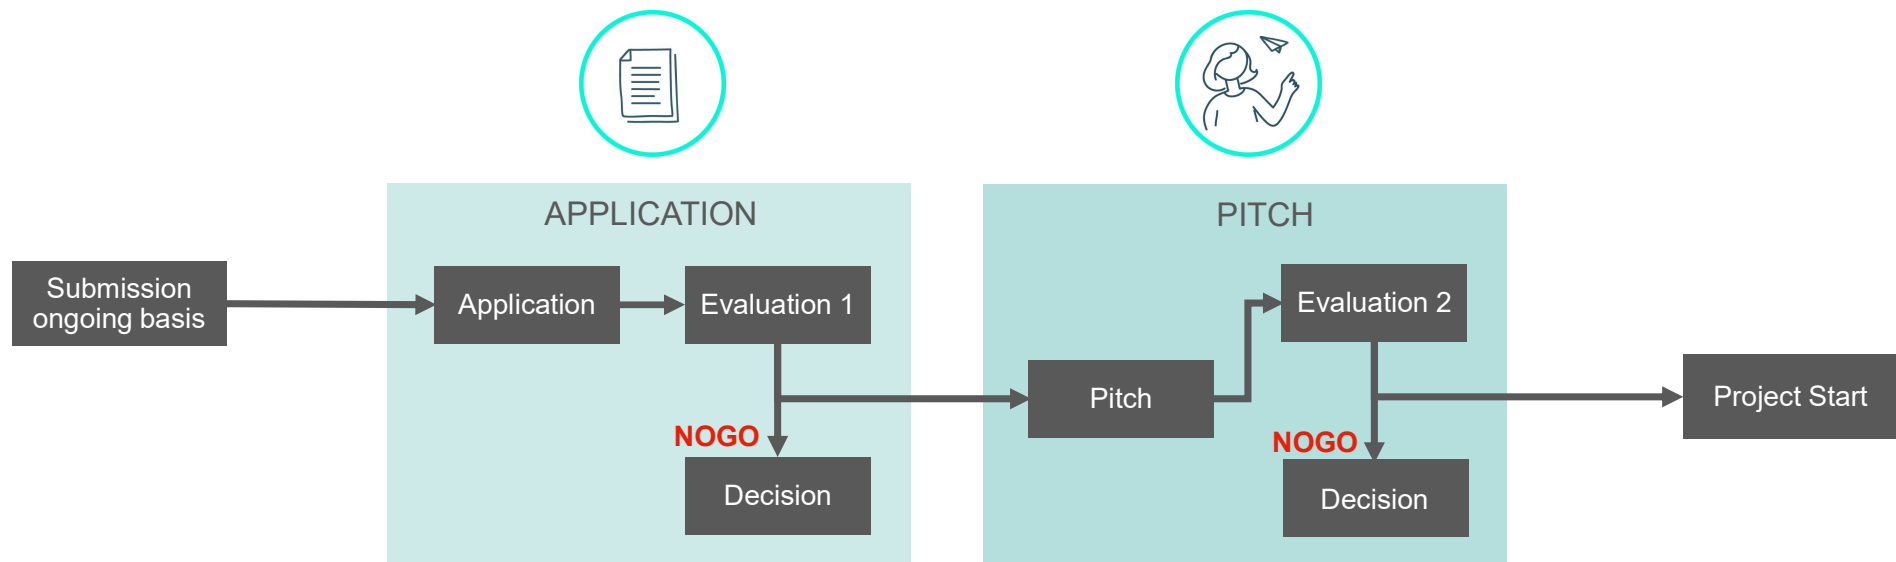 APPLICATION
PITCH
Submission
ongoing basis
Application
Evaluation 1
Evaluation 2
Pitch
Project Start
NOGO
NOGO
Decision
Decision